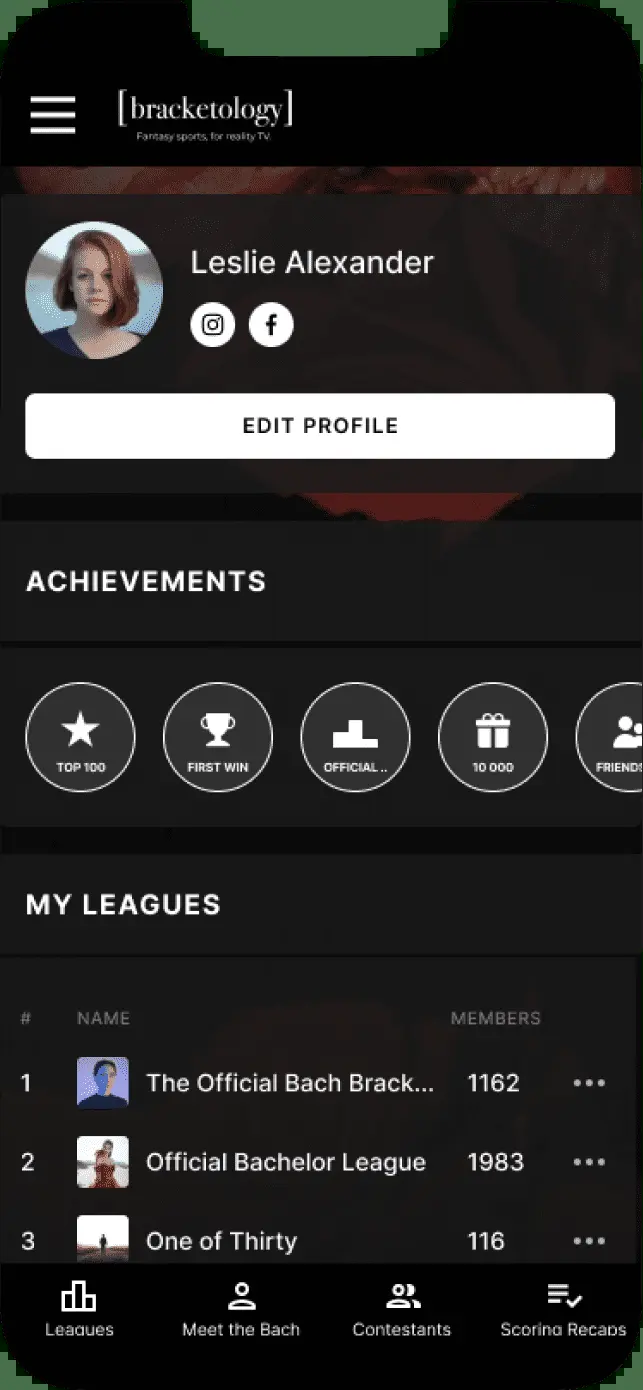 [bracketology]
Fantasy sports, for reality TV.
Leslie Alexander
EDIT PROFILE
ACHIEVEMENTS
TOP 100
FIRST WIN
OFFICIAL ..
10 000
FRIENDS
MY LEAGUES
# NAME MEMBERS
1 The Official Bach Brack... 1162
2 Official Bachelor League 1983
3 One of Thirty 116
Leagues
Meet the Bach
Contestants
Scoring Recaps